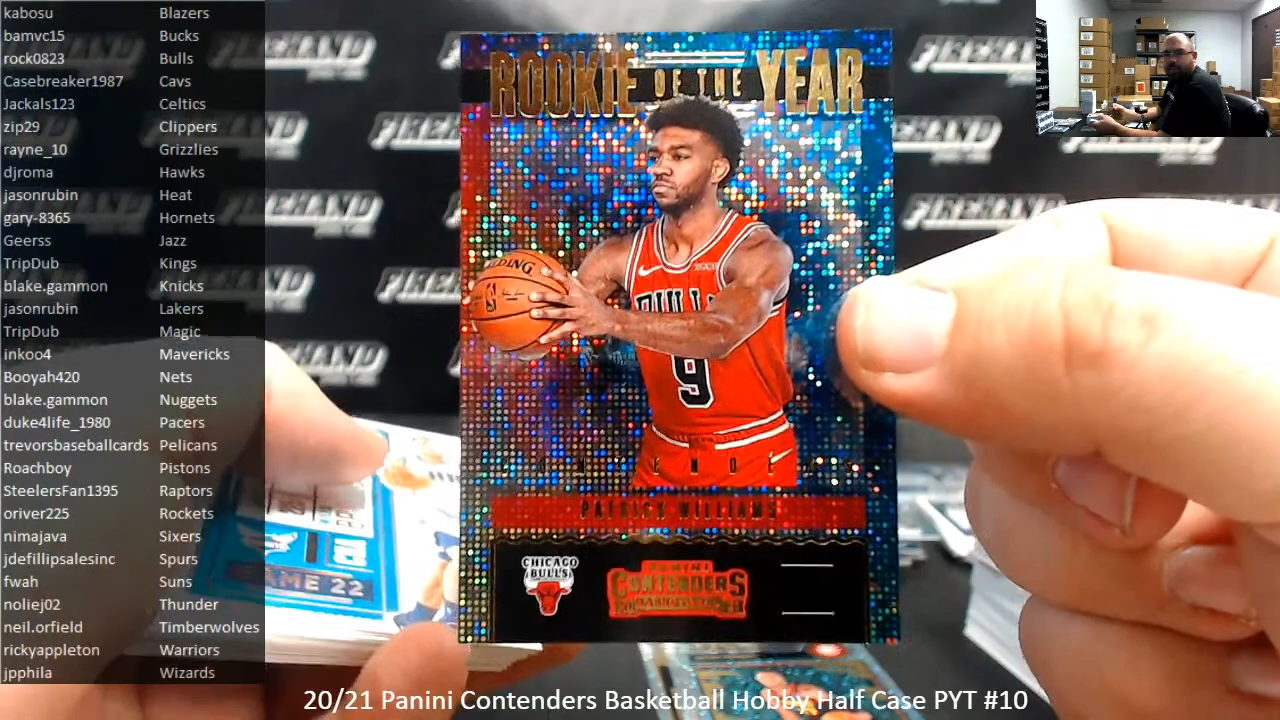 kabosu Blazers
bamvc15 Bucks
rock0823 Bulls
Casebreaker1987 Cavs
Jackals123 Celtics
zip29 Clippers
rayne_10 Grizzlies
djroma Hawks
jasonrubin Heat
gary-8365 Hornets
Geerss Jazz
TripDub Kings
blake.gammon Knicks
jasonrubin Lakers
TripDub Magic
inkoo4 Mavericks
Booyah420 Nets
blake.gammon Nuggets
duke4life_1980 Pacers
trevorsbaseballcards Pelicans
Roachboy Pistons
SteelersFan1395 Raptors
oriver225 Rockets
nimajava Sixers
jdefillipsalesinc Spurs
fwah Suns
noliej02 Thunder
neil.orfield Timberwolves
rickyappleton Warriors
jpphila Wizards
FIREHAND
ROOKIE OF THE YEAR
BULLS
9
PATRICK WILLIAMS
CHICAGO
BULLS
PANINI
CONTENDERS
GAME 22
20/21 Panini Contenders Basketball Hobby Half Case PYT #10